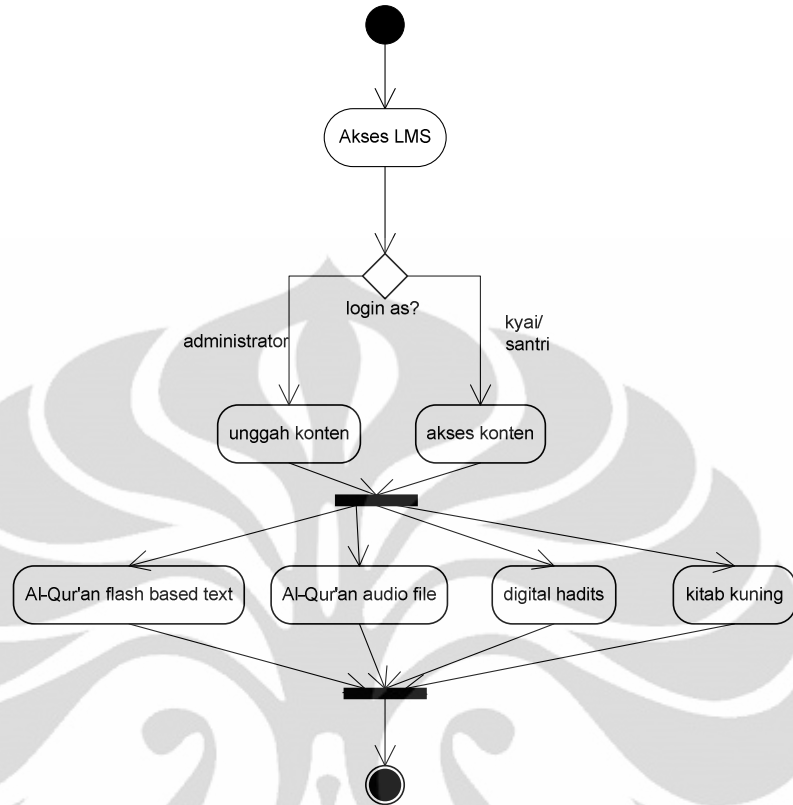 Akses LMS
login as?
administrator
kyai/
santri
unggah konten
akses konten
Al-Qur'an flash based text
Al-Qur'an audio file
digital hadits
kitab kuning